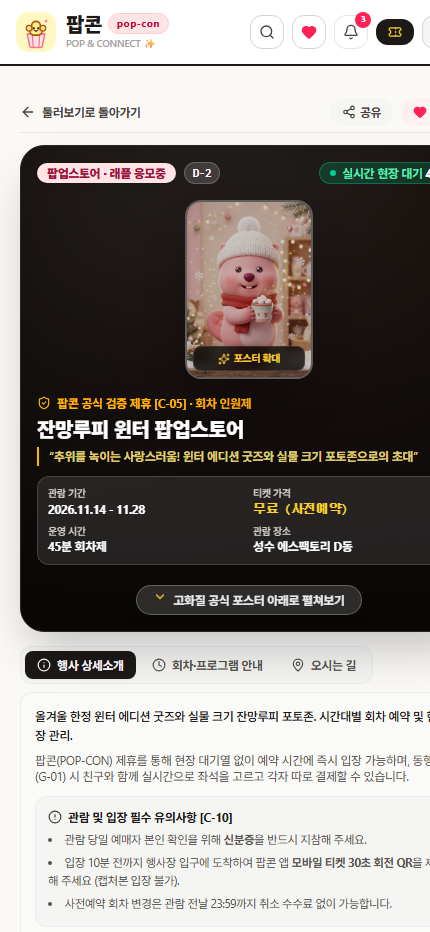 팝콘 pop-con
POP & CONNECT ✨
3
← 둘러보기로 돌아가기
공유
팝업스토어 · 래플 응모중
D-2
실시간 현장 대기 4
포스터 확대
팝콘 공식 검증 제휴 [C-05] · 회차 인원제
잔망루피 윈터 팝업스토어
"추위를 녹이는 사랑스러움! 윈터 에디션 굿즈와 실물 크기 포토존으로의 초대"
관람 기간
2026.11.14 - 11.28
티켓 가격
무료 (사전예약)
운영 시간
45분 회차제
관람 장소
성수 에스팩토리 D동
고화질 공식 포스터 아래로 펼쳐보기
행사 상세소개
회차·프로그램 안내
오시는 길
올겨울 한정 윈터 에디션 굿즈와 실물 크기 잔망루피 포토존. 시간대별 회차 예약 및
장 관리.
팝콘(POP-CON) 제휴를 통해 현장 대기열 없이 예약 시간에 즉시 입장 가능하며, 동행
(G-01) 시 친구와 함께 실시간으로 좌석을 고르고 각자 따로 결제할 수 있습니다.
관람 및 입장 필수 유의사항 [C-10]
• 관람 당일 예매자 본인 확인을 위해 신분증을 반드시 지참해 주세요.
• 입장 10분 전까지 행사장 입구에 도착하여 팝콘 앱 모바일 티켓 30초 회전 QR을
해 주세요 (캡처본 입장 불가).
• 사전예약 회차 변경은 관람 전날 23:59까지 취소 수수료 없이 가능합니다.